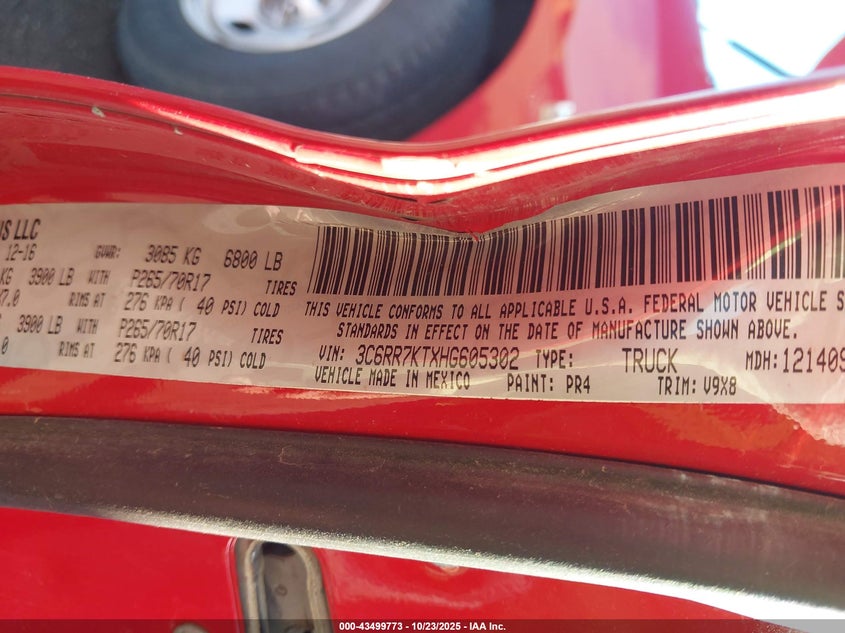 US LLC
12-16 GVWR: 3085 KG 6800 LB
KG 3900 LB WITH P265/70R17 TIRES
7.0 RIMS AT 276 KPA ( 40 PSI) COLD
3900 LB WITH P265/70R17 TIRES
.0 RIMS AT 276 KPA ( 40 PSI) COLD
THIS VEHICLE CONFORMS TO ALL APPLICABLE U.S.A. FEDERAL MOTOR VEHICLE S
STANDARDS IN EFFECT ON THE DATE OF MANUFACTURE SHOWN ABOVE.
VIN: 3C6RR7KTXHG605302 TYPE: TRUCK MDH: 121409
VEHICLE MADE IN MEXICO PAINT: PR4 TRIM: V9X8
000-43499773 - 10/23/2025 - IAA Inc.